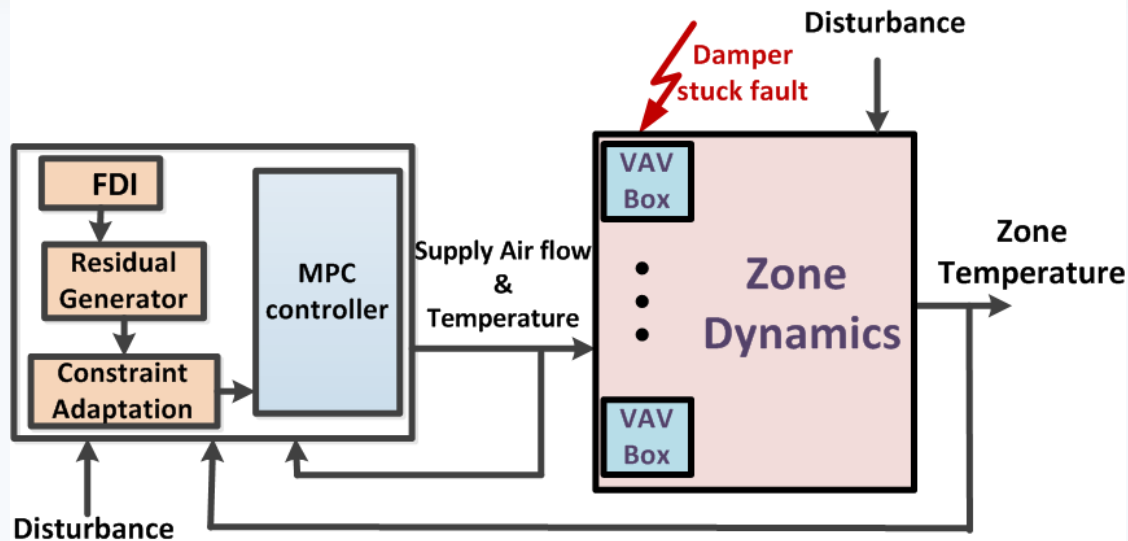 Disturbance
Damper
stuck fault
FDI
Residual
Generator
Constraint
Adaptation
MPC
controller
Supply Air flow
&
Temperature
VAV
Box
Zone
Dynamics
VAV
Box
Zone
Temperature
Disturbance